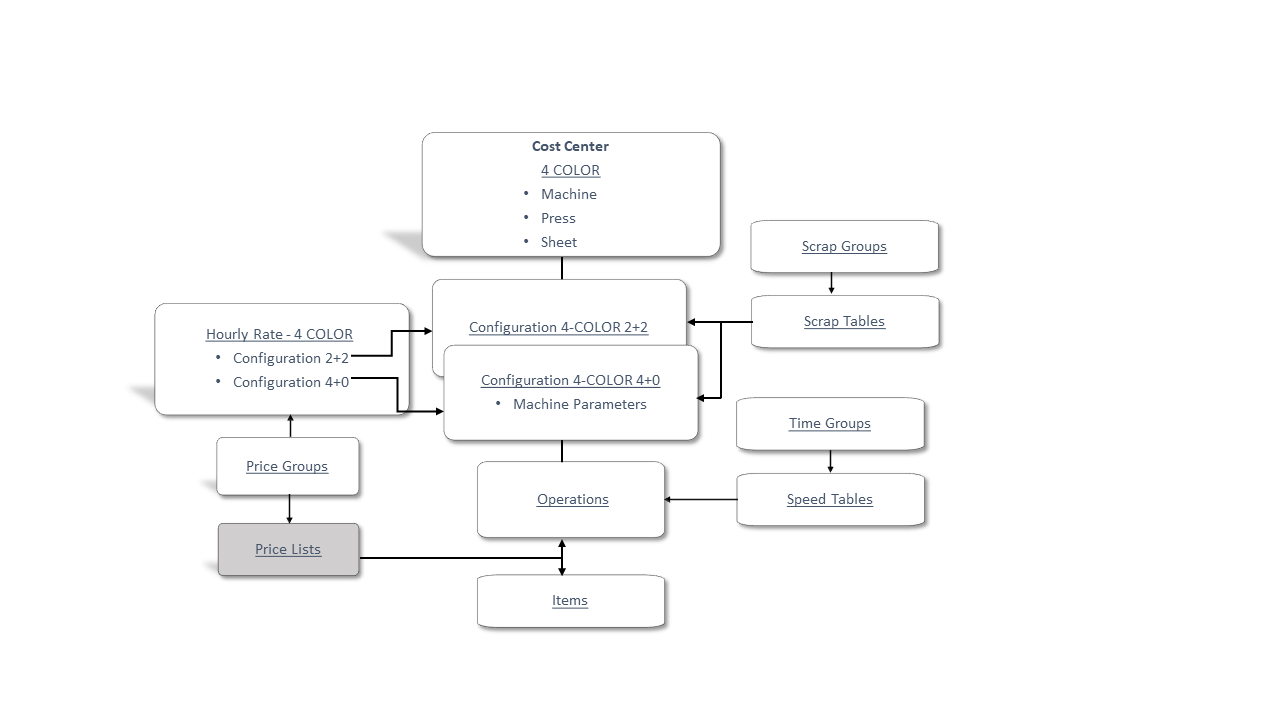 Cost Center
4 COLOR
• Machine
• Press
• Sheet
Scrap Groups
Scrap Tables
Hourly Rate - 4 COLOR
• Configuration 2+2
• Configuration 4+0
Configuration 4-COLOR 2+2
Configuration 4-COLOR 4+0
• Machine Parameters
Time Groups
Speed Tables
Price Groups
Operations
Price Lists
Items